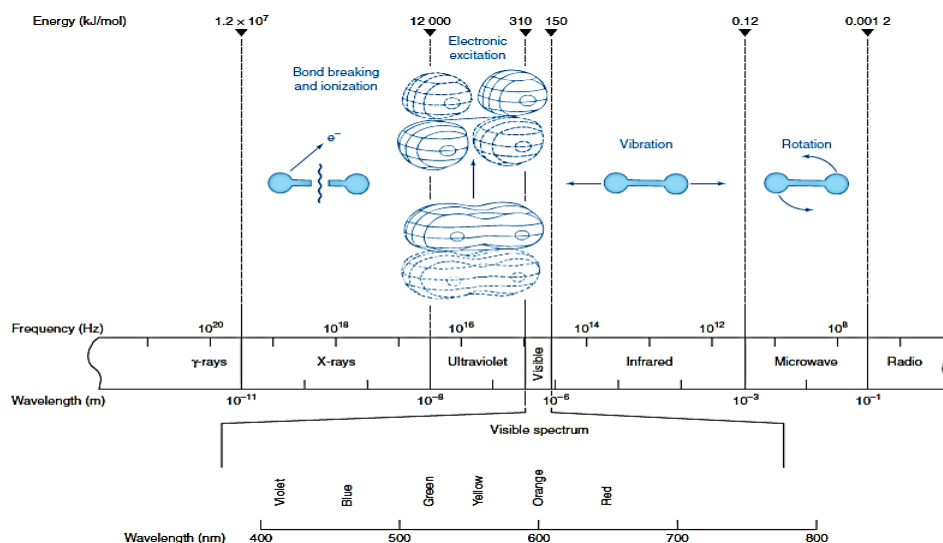 Energy (kJ/mol) 1.2 × 10⁷ 12 000 310 150 0.12 0.001 2
Electronic
excitation
Bond breaking
and ionization
e⁻
Vibration Rotation
Frequency (Hz) 10²⁰ 10¹⁸ 10¹⁶ 10¹⁴ 10¹² 10⁸
γ-rays X-rays Ultraviolet Visible Infrared Microwave Radio
Wavelength (m) 10⁻¹¹ 10⁻⁸ 10⁻⁶ 10⁻³ 10⁻¹
Visible spectrum
Violet Blue Green Yellow Orange Red
Wavelength (nm) 400 500 600 700 800